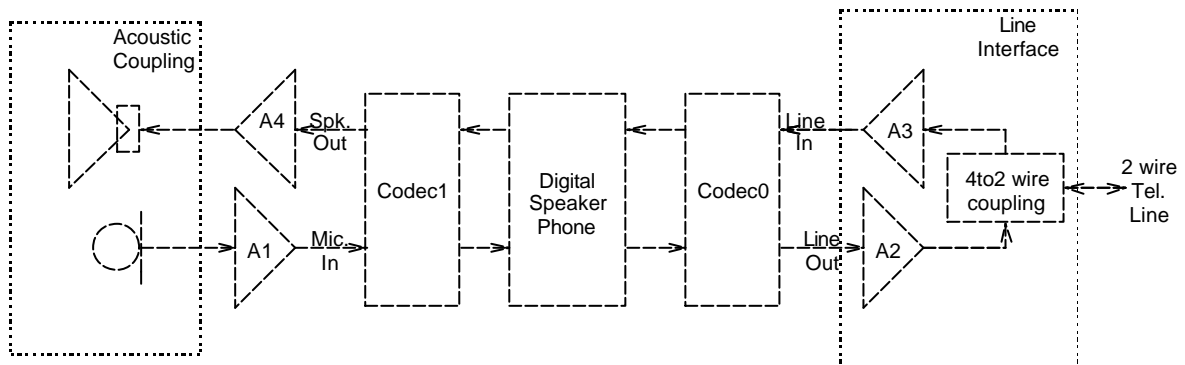 Acoustic
Coupling
Line
Interface
A4
Spk.
Out
Codec1
Digital
Speaker
Phone
Codec0
Line
In
A3
4to2 wire
coupling
2 wire
Tel.
Line
A1
Mic.
In
Line
Out
A2